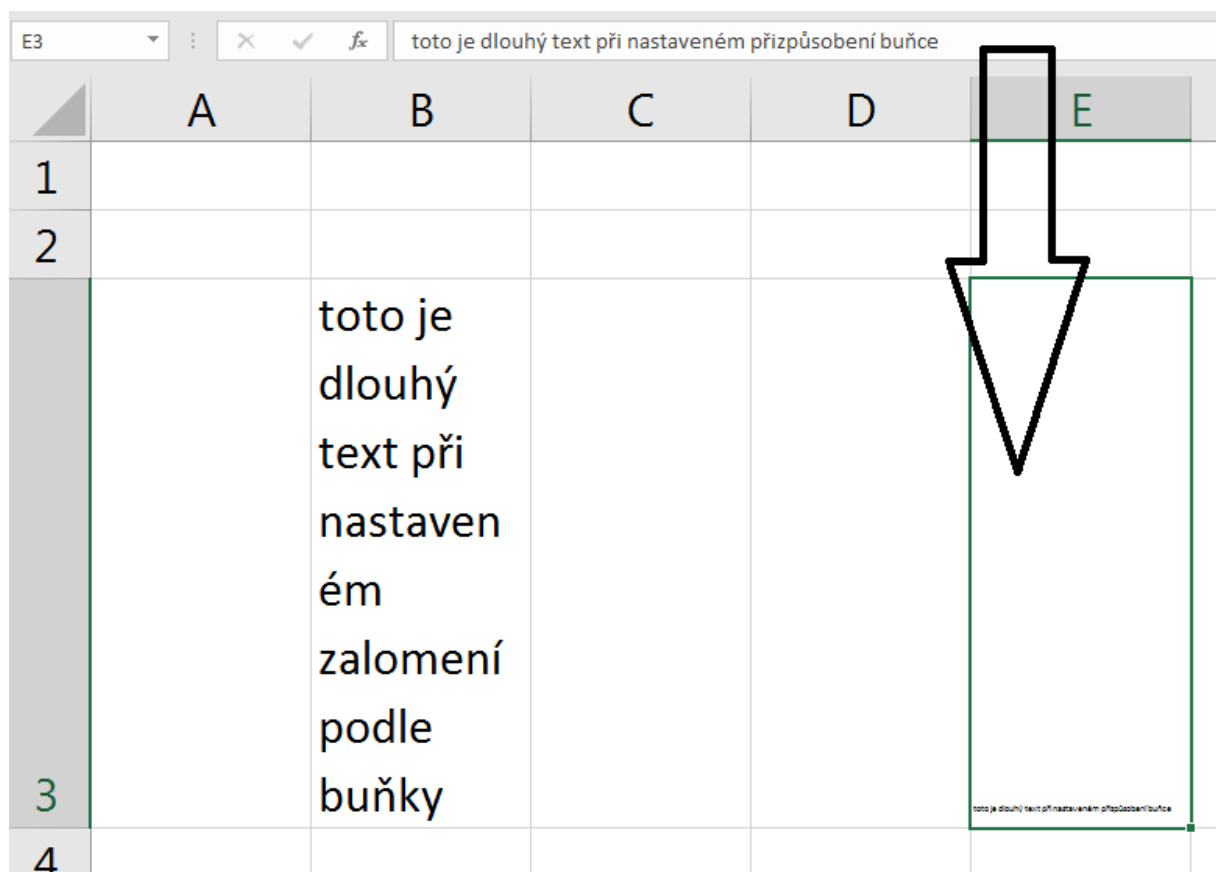 E3 fx toto je dlouhý text při nastaveném přizpůsobení buňce
A B C D E
1
2
toto je
dlouhý
text při
nastaven
ém
zalomení
podle
3 buňky toto je dlouhý text při nastaveném přizpůsobení buňce
4